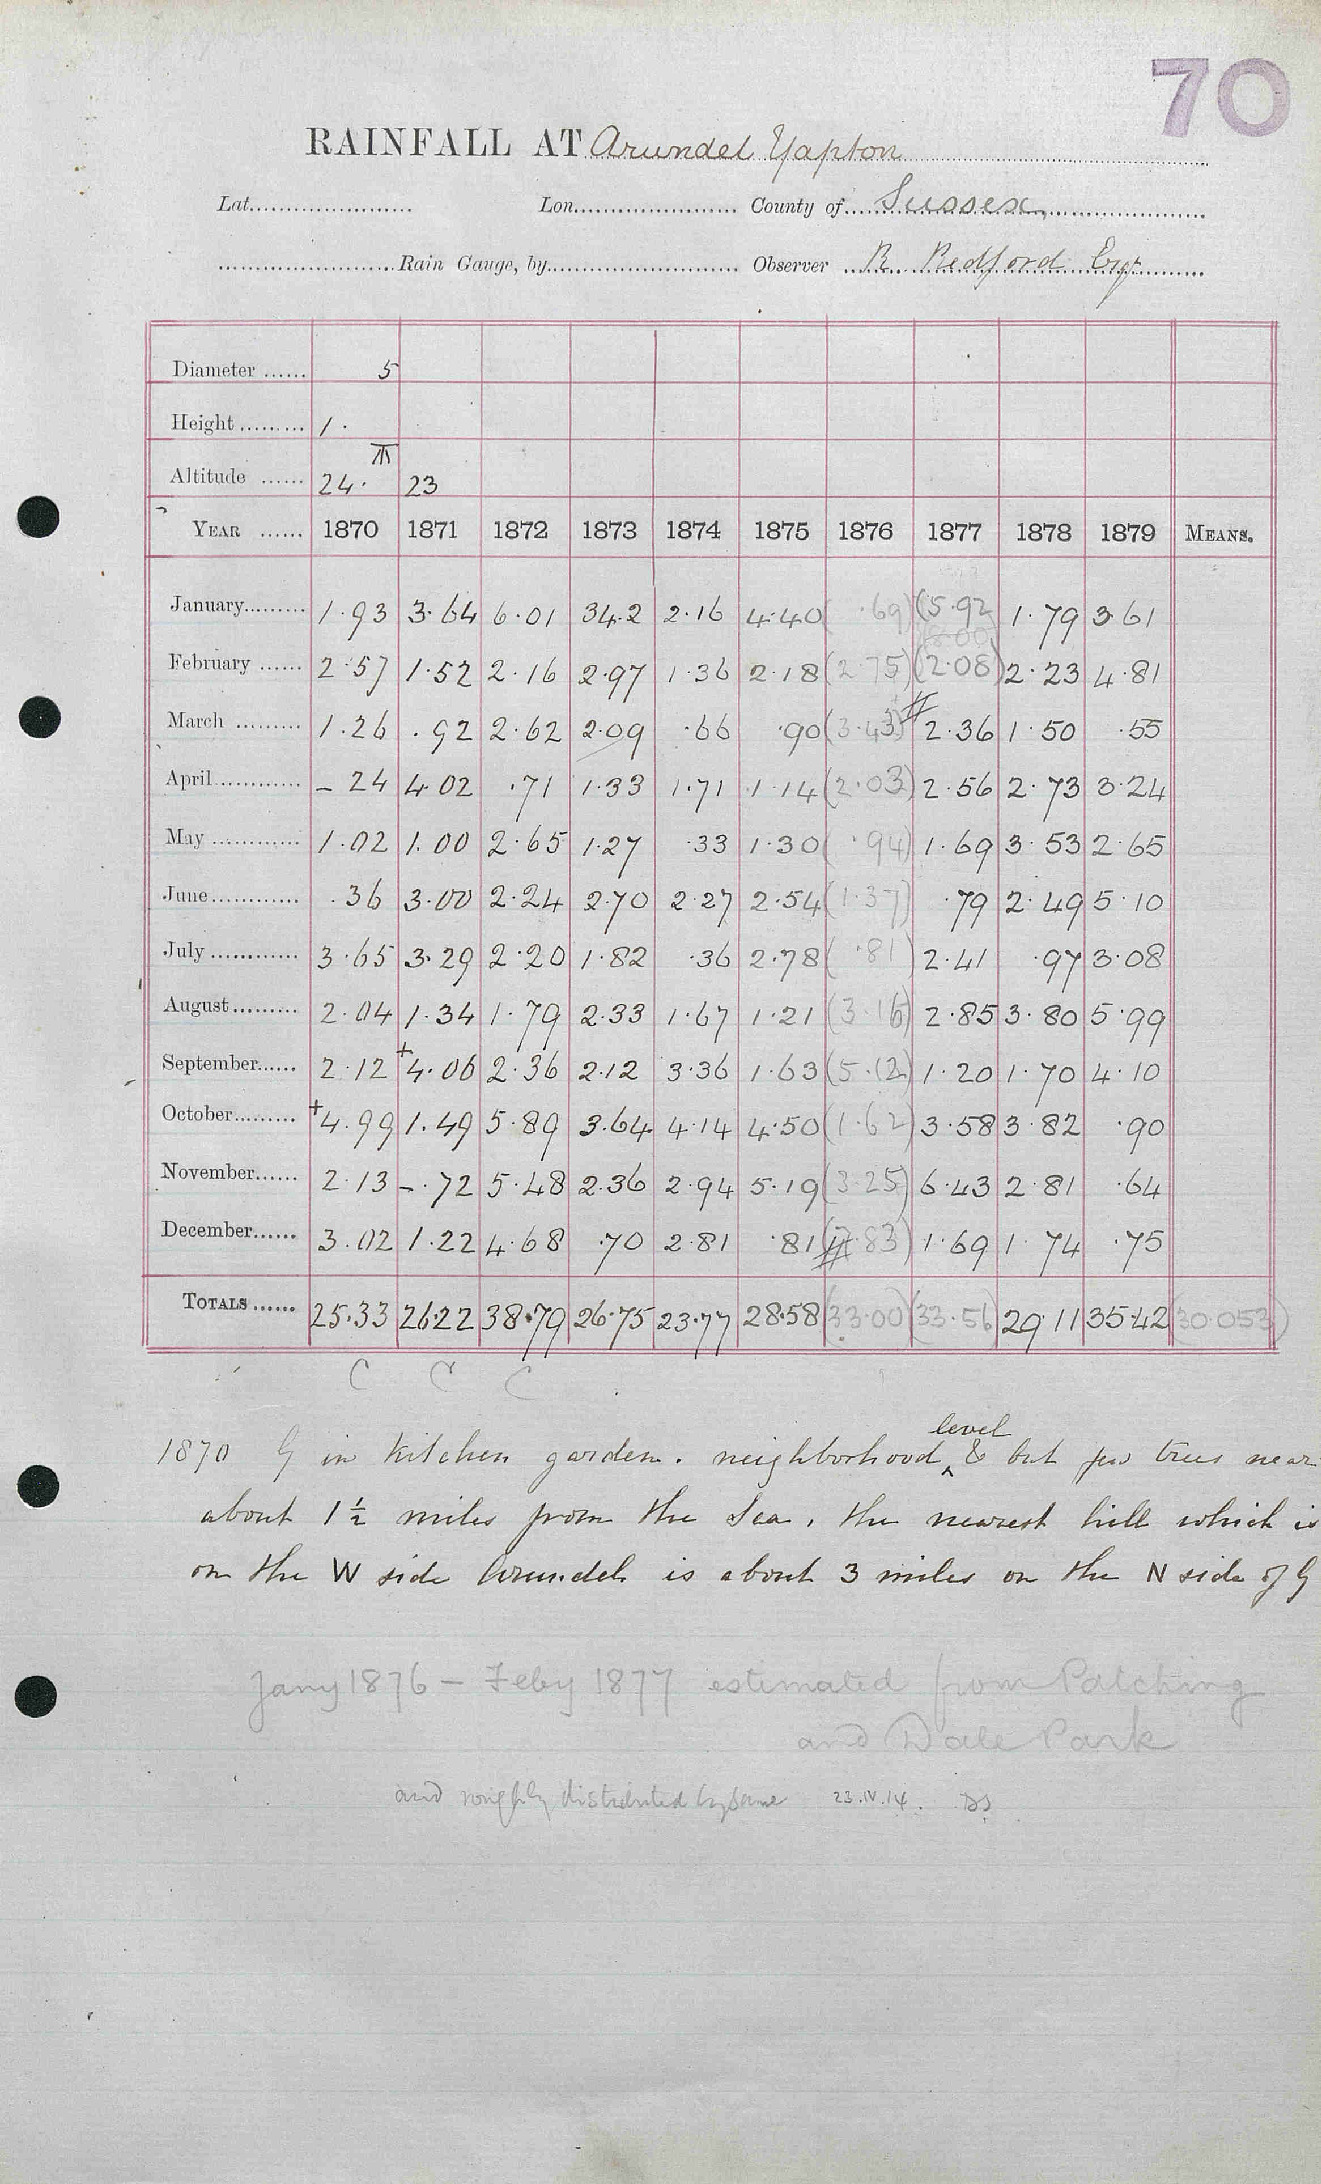 70
RAINFALL AT Arundel Yapton
Lat. Lon. County of Sussex
Rain Gauge, by Observer R. Redford Esqr
Diameter 5
Height 1.
Altitude 24. 23
YEAR 1870 1871 1872 1873 1874 1875 1876 1877 1878 1879 MEANS.
January 1.93 3.64 6.01 34.2 2.16 4.40 (.69) (5.92 1.79 3.61
February 2.57 1.52 2.16 2.97 1.36 2.18 (2.75) (2.08) 2.23 4.81
March 1.26 .92 2.62 2.09 .66 .90 (3.43) 2.36 1.50 .55
April – 24 4.02 .71 1.33 1.71 1.14 (2.03) 2.56 2.73 3.24
May 1.02 1.00 2.65 1.27 .33 1.30 (.94) 1.69 3.53 2.65
June .36 3.00 2.24 2.70 2.27 2.54 (1.37) .79 2.49 5.10
July 3.65 3.29 2.20 1.82 .36 2.78 (.81) 2.41 .97 3.08
August 2.04 1.34 1.79 2.33 1.67 1.21 (3.16) 2.85 3.80 5.99
September 2.12 +4.06 2.36 2.12 3.36 1.63 (5.12) 1.20 1.70 4.10
October +4.99 1.49 5.89 3.64 4.14 4.50 (1.62) 3.58 3.82 .90
November 2.13 –.72 5.48 2.36 2.94 5.19 (3.25) 6.43 2.81 .64
December 3.02 1.22 4.68 .70 2.81 .81 (7.83) 1.69 1.74 .75
TOTALS 25.33 26.22 38.79 26.75 23.77 28.58 (33.00) (33.56) 29.11 35.42 (30.053)
C C C
1870 G in kitchen garden. neighborhood level & but few trees near
about 1½ miles from the Sea, the nearest hill which is
on the W side Arundel is about 3 miles on the N side of G
Jany 1876 – Feby 1877 estimated from Patching
and Dale Park
and roughly distributed by same 23.IV.14. DS